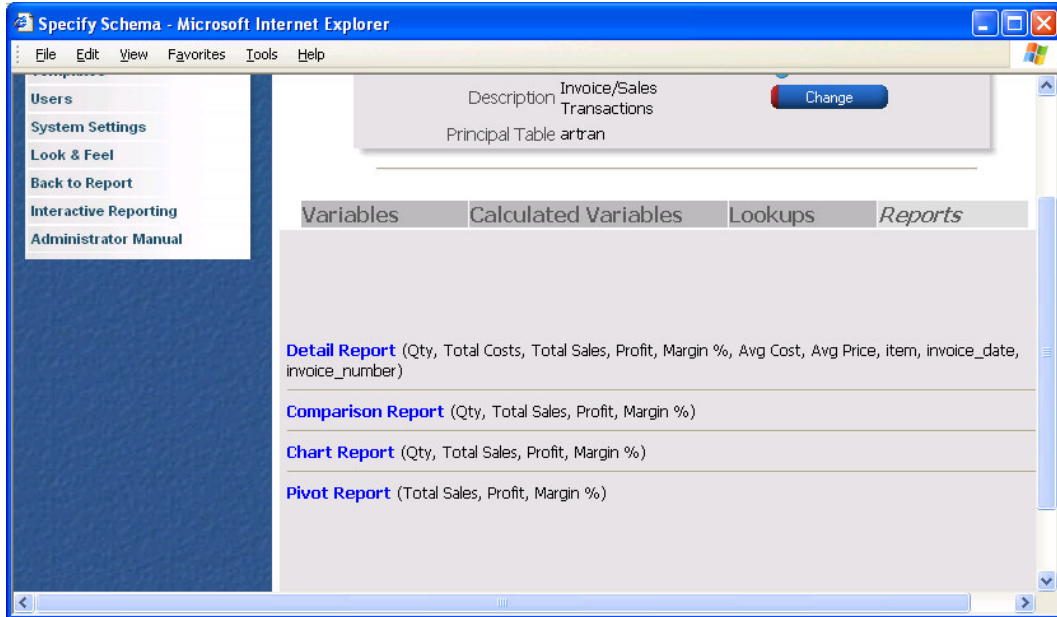 Specify Schema - Microsoft Internet Explorer
File Edit View Favorites Tools Help
Templates
Users
System Settings
Look & Feel
Back to Report
Interactive Reporting
Administrator Manual
Description Invoice/Sales
Transactions
Change
Principal Table artran
Variables Calculated Variables Lookups Reports
Detail Report (Qty, Total Costs, Total Sales, Profit, Margin %, Avg Cost, Avg Price, item, invoice_date,
invoice_number)
Comparison Report (Qty, Total Sales, Profit, Margin %)
Chart Report (Qty, Total Sales, Profit, Margin %)
Pivot Report (Total Sales, Profit, Margin %)